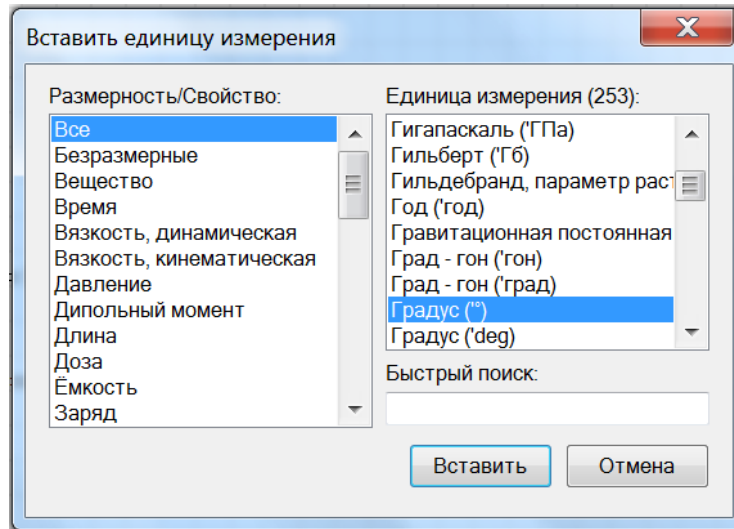 Вставить единицу измерения
Размерность/Свойство:
Все
Безразмерные
Вещество
Время
Вязкость, динамическая
Вязкость, кинематическая
Давление
Дипольный момент
Длина
Доза
Ёмкость
Заряд
Единица измерения (253):
Гигапаскаль ('ГПа)
Гильберт ('Гб)
Гильдебранд, параметр раст
Год ('год)
Гравитационная постоянная
Град - гон ('гон)
Град - гон ('град)
Градус ('°)
Градус ('deg)
Быстрый поиск:
Вставить
Отмена